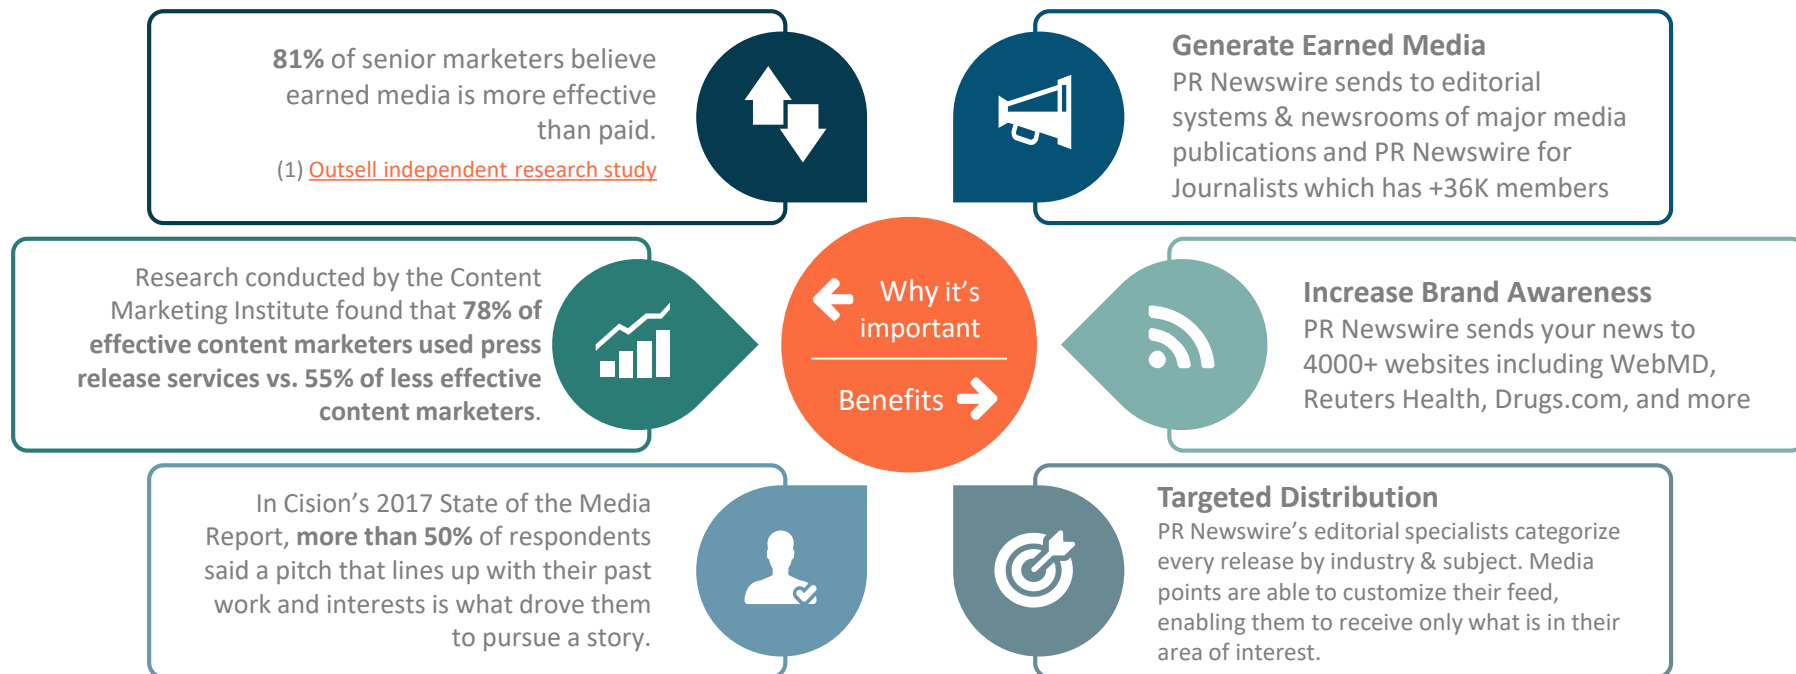 81% of senior marketers believe
earned media is more effective
than paid.
(1) Outsell independent research study
Generate Earned Media
PR Newswire sends to editorial
systems & newsrooms of major media
publications and PR Newswire for
Journalists which has +36K members
Research conducted by the Content
Marketing Institute found that 78% of
effective content marketers used press
release services vs. 55% of less effective
content marketers.
Why it’s
important
Benefits
Increase Brand Awareness
PR Newswire sends your news to
4000+ websites including WebMD,
Reuters Health, Drugs.com, and more
In Cision’s 2017 State of the Media
Report, more than 50% of respondents
said a pitch that lines up with their past
work and interests is what drove them
to pursue a story.
Targeted Distribution
PR Newswire’s editorial specialists categorize
every release by industry & subject. Media
points are able to customize their feed,
enabling them to receive only what is in their
area of interest.